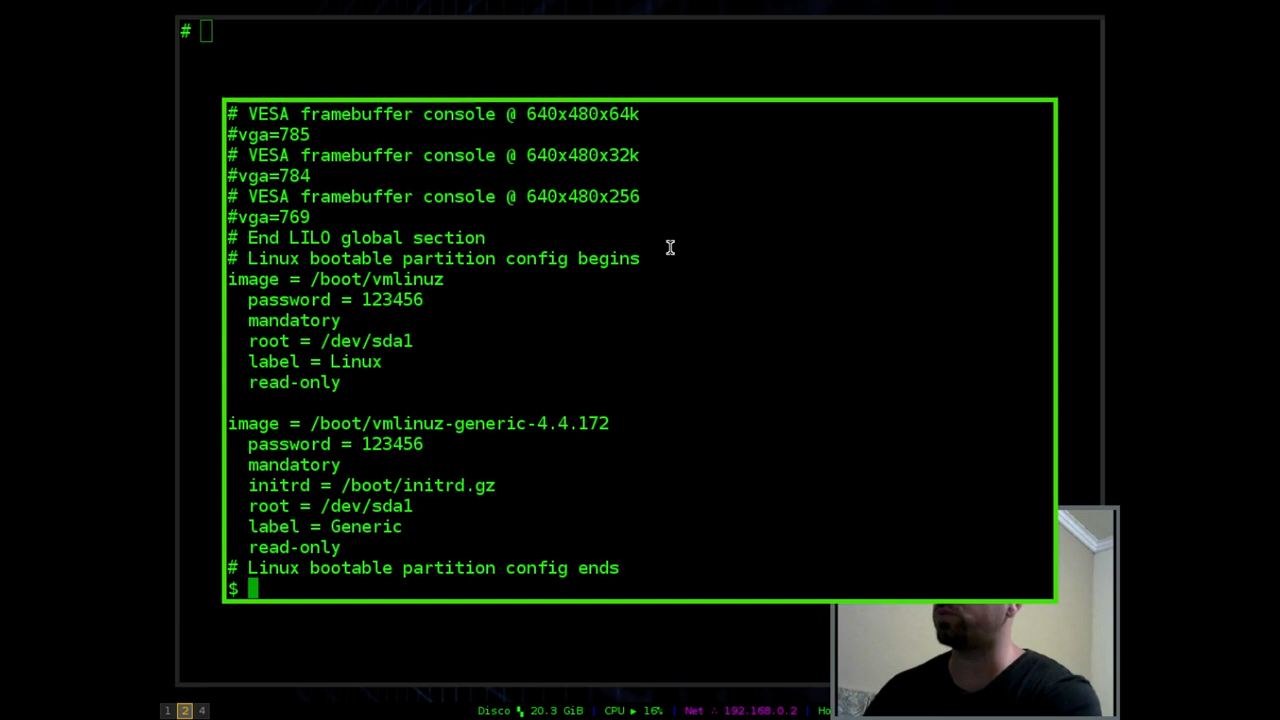 #
# VESA framebuffer console @ 640x480x64k
#vga=785
# VESA framebuffer console @ 640x480x32k
#vga=784
# VESA framebuffer console @ 640x480x256
#vga=769
# End LILO global section
# Linux bootable partition config begins
image = /boot/vmlinuz
  password = 123456
  mandatory
  root = /dev/sda1
  label = Linux
  read-only
image = /boot/vmlinuz-generic-4.4.172
  password = 123456
  mandatory
  initrd = /boot/initrd.gz
  root = /dev/sda1
  label = Generic
  read-only
# Linux bootable partition config ends
$
1 2 4 Disco 20.3 GiB | CPU ▶ 16% | Net ∴ 192.168.0.2 | Ho